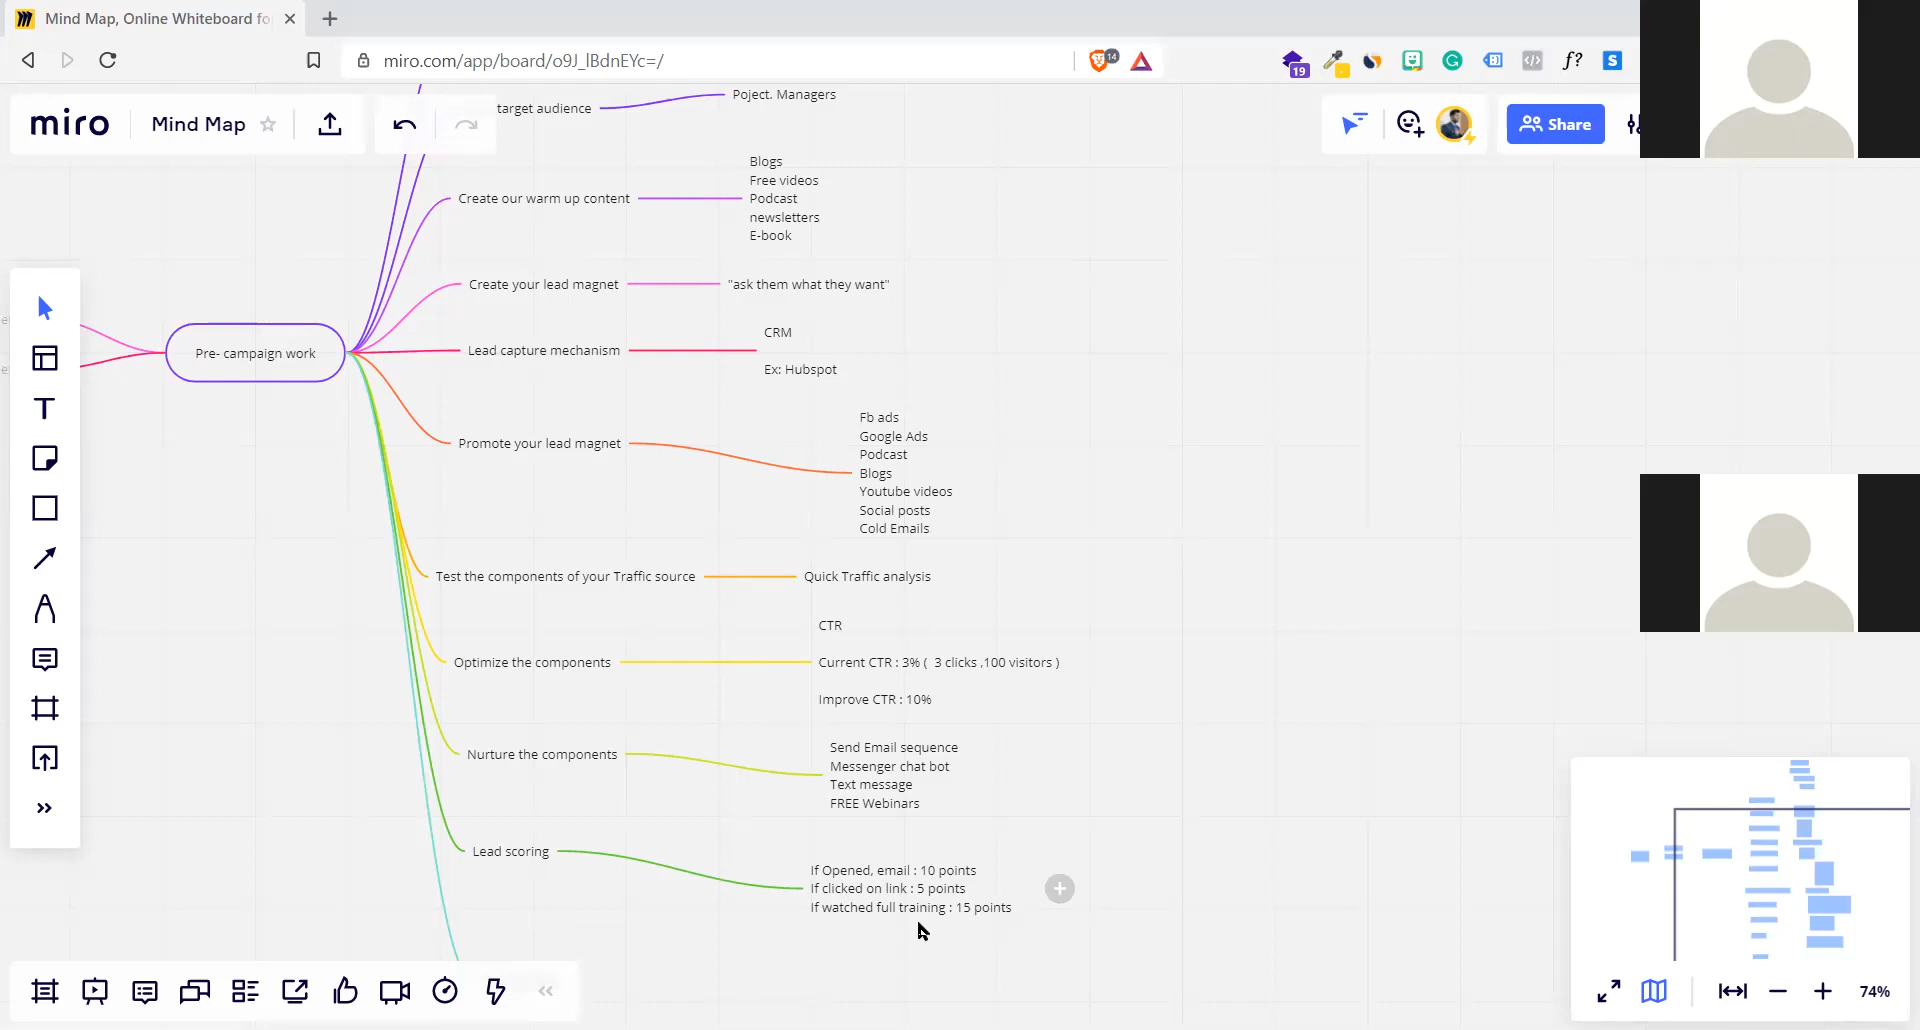 Mind Map, Online Whiteboard fo
miro.com/app/board/o9J_lBdnEYc=/
14
19
f?
S
miro
Mind Map
Share
target audience
Poject. Managers
Create our warm up content
Blogs
Free videos
Podcast
newsletters
E-book
Create your lead magnet
"ask them what they want"
Pre- campaign work
Lead capture mechanism
CRM
Ex: Hubspot
Promote your lead magnet
Fb ads
Google Ads
Podcast
Blogs
Youtube videos
Social posts
Cold Emails
Test the components of your Traffic source
Quick Traffic analysis
Optimize the components
CTR
Current CTR : 3% (  3 clicks ,100 visitors )
Improve CTR : 10%
Nurture the components
Send Email sequence
Messenger chat bot
Text message
FREE Webinars
Lead scoring
If Opened, email : 10 points
If clicked on link : 5 points
If watched full training : 15 points
74%